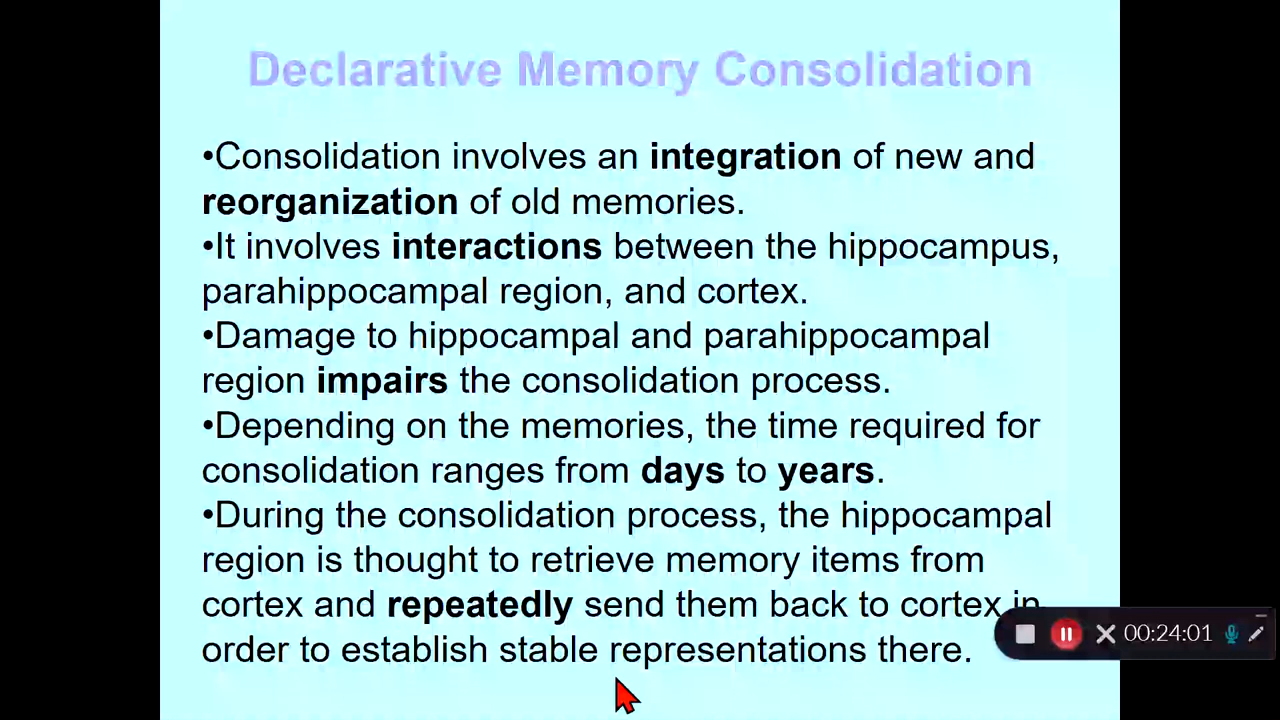 Declarative Memory Consolidation
•Consolidation involves an integration of new and
reorganization of old memories.
•It involves interactions between the hippocampus,
parahippocampal region, and cortex.
•Damage to hippocampal and parahippocampal
region impairs the consolidation process.
•Depending on the memories, the time required for
consolidation ranges from days to years.
•During the consolidation process, the hippocampal
region is thought to retrieve memory items from
cortex and repeatedly send them back to cortex in
order to establish stable representations there.
00:24:01